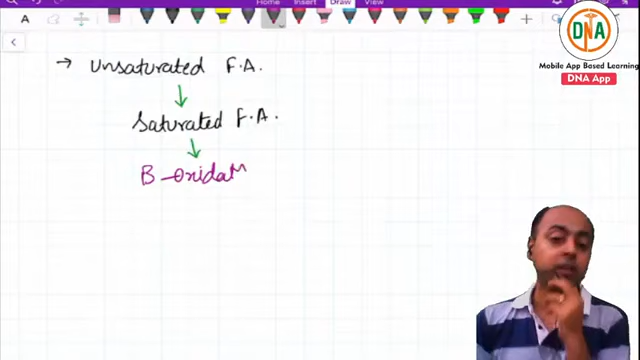 Home Insert Draw View
A
DNA
Mobile App Based Learning
DNA App
→ Unsaturated F.A.
↓
Saturated F.A.
↓
B-oxidatn